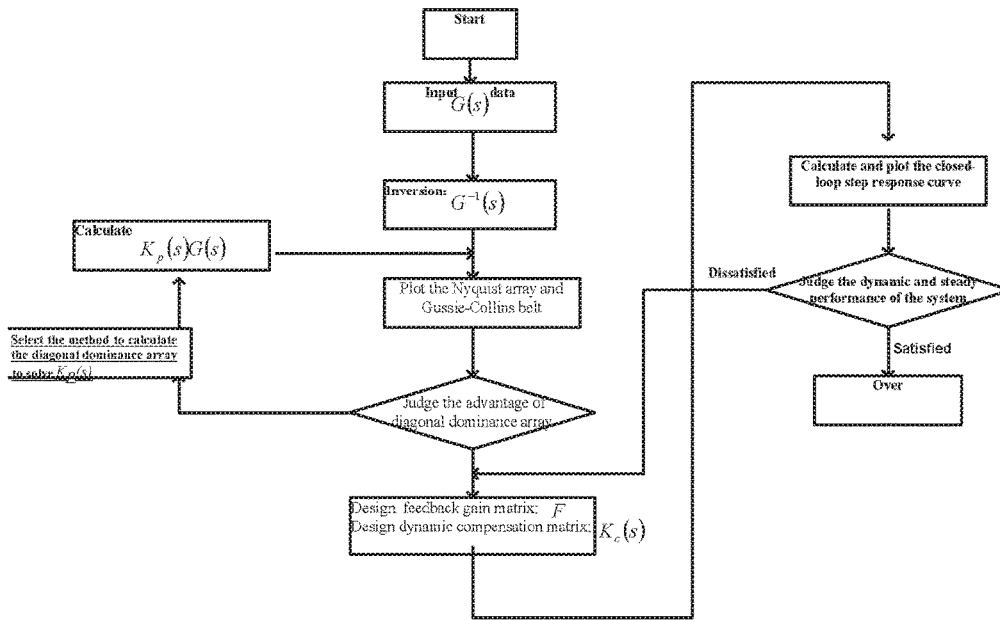 Start
Input data
G(s)
Inversion:
G⁻¹(s)
Calculate
K_p(s)G(s)
Plot the Nyquist array and
Gussie-Collins belt
Select the method to calculate
the diagonal dominance array
to solve K_p(s)
Judge the advantage of
diagonal dominance array
Design feedback gain matrix; F
Design dynamic compensation matrix; K_c(s)
Calculate and plot the closed-
loop step response curve
Dissatisfied
Judge the dynamic and steady
performance of the system
Satisfied
Over